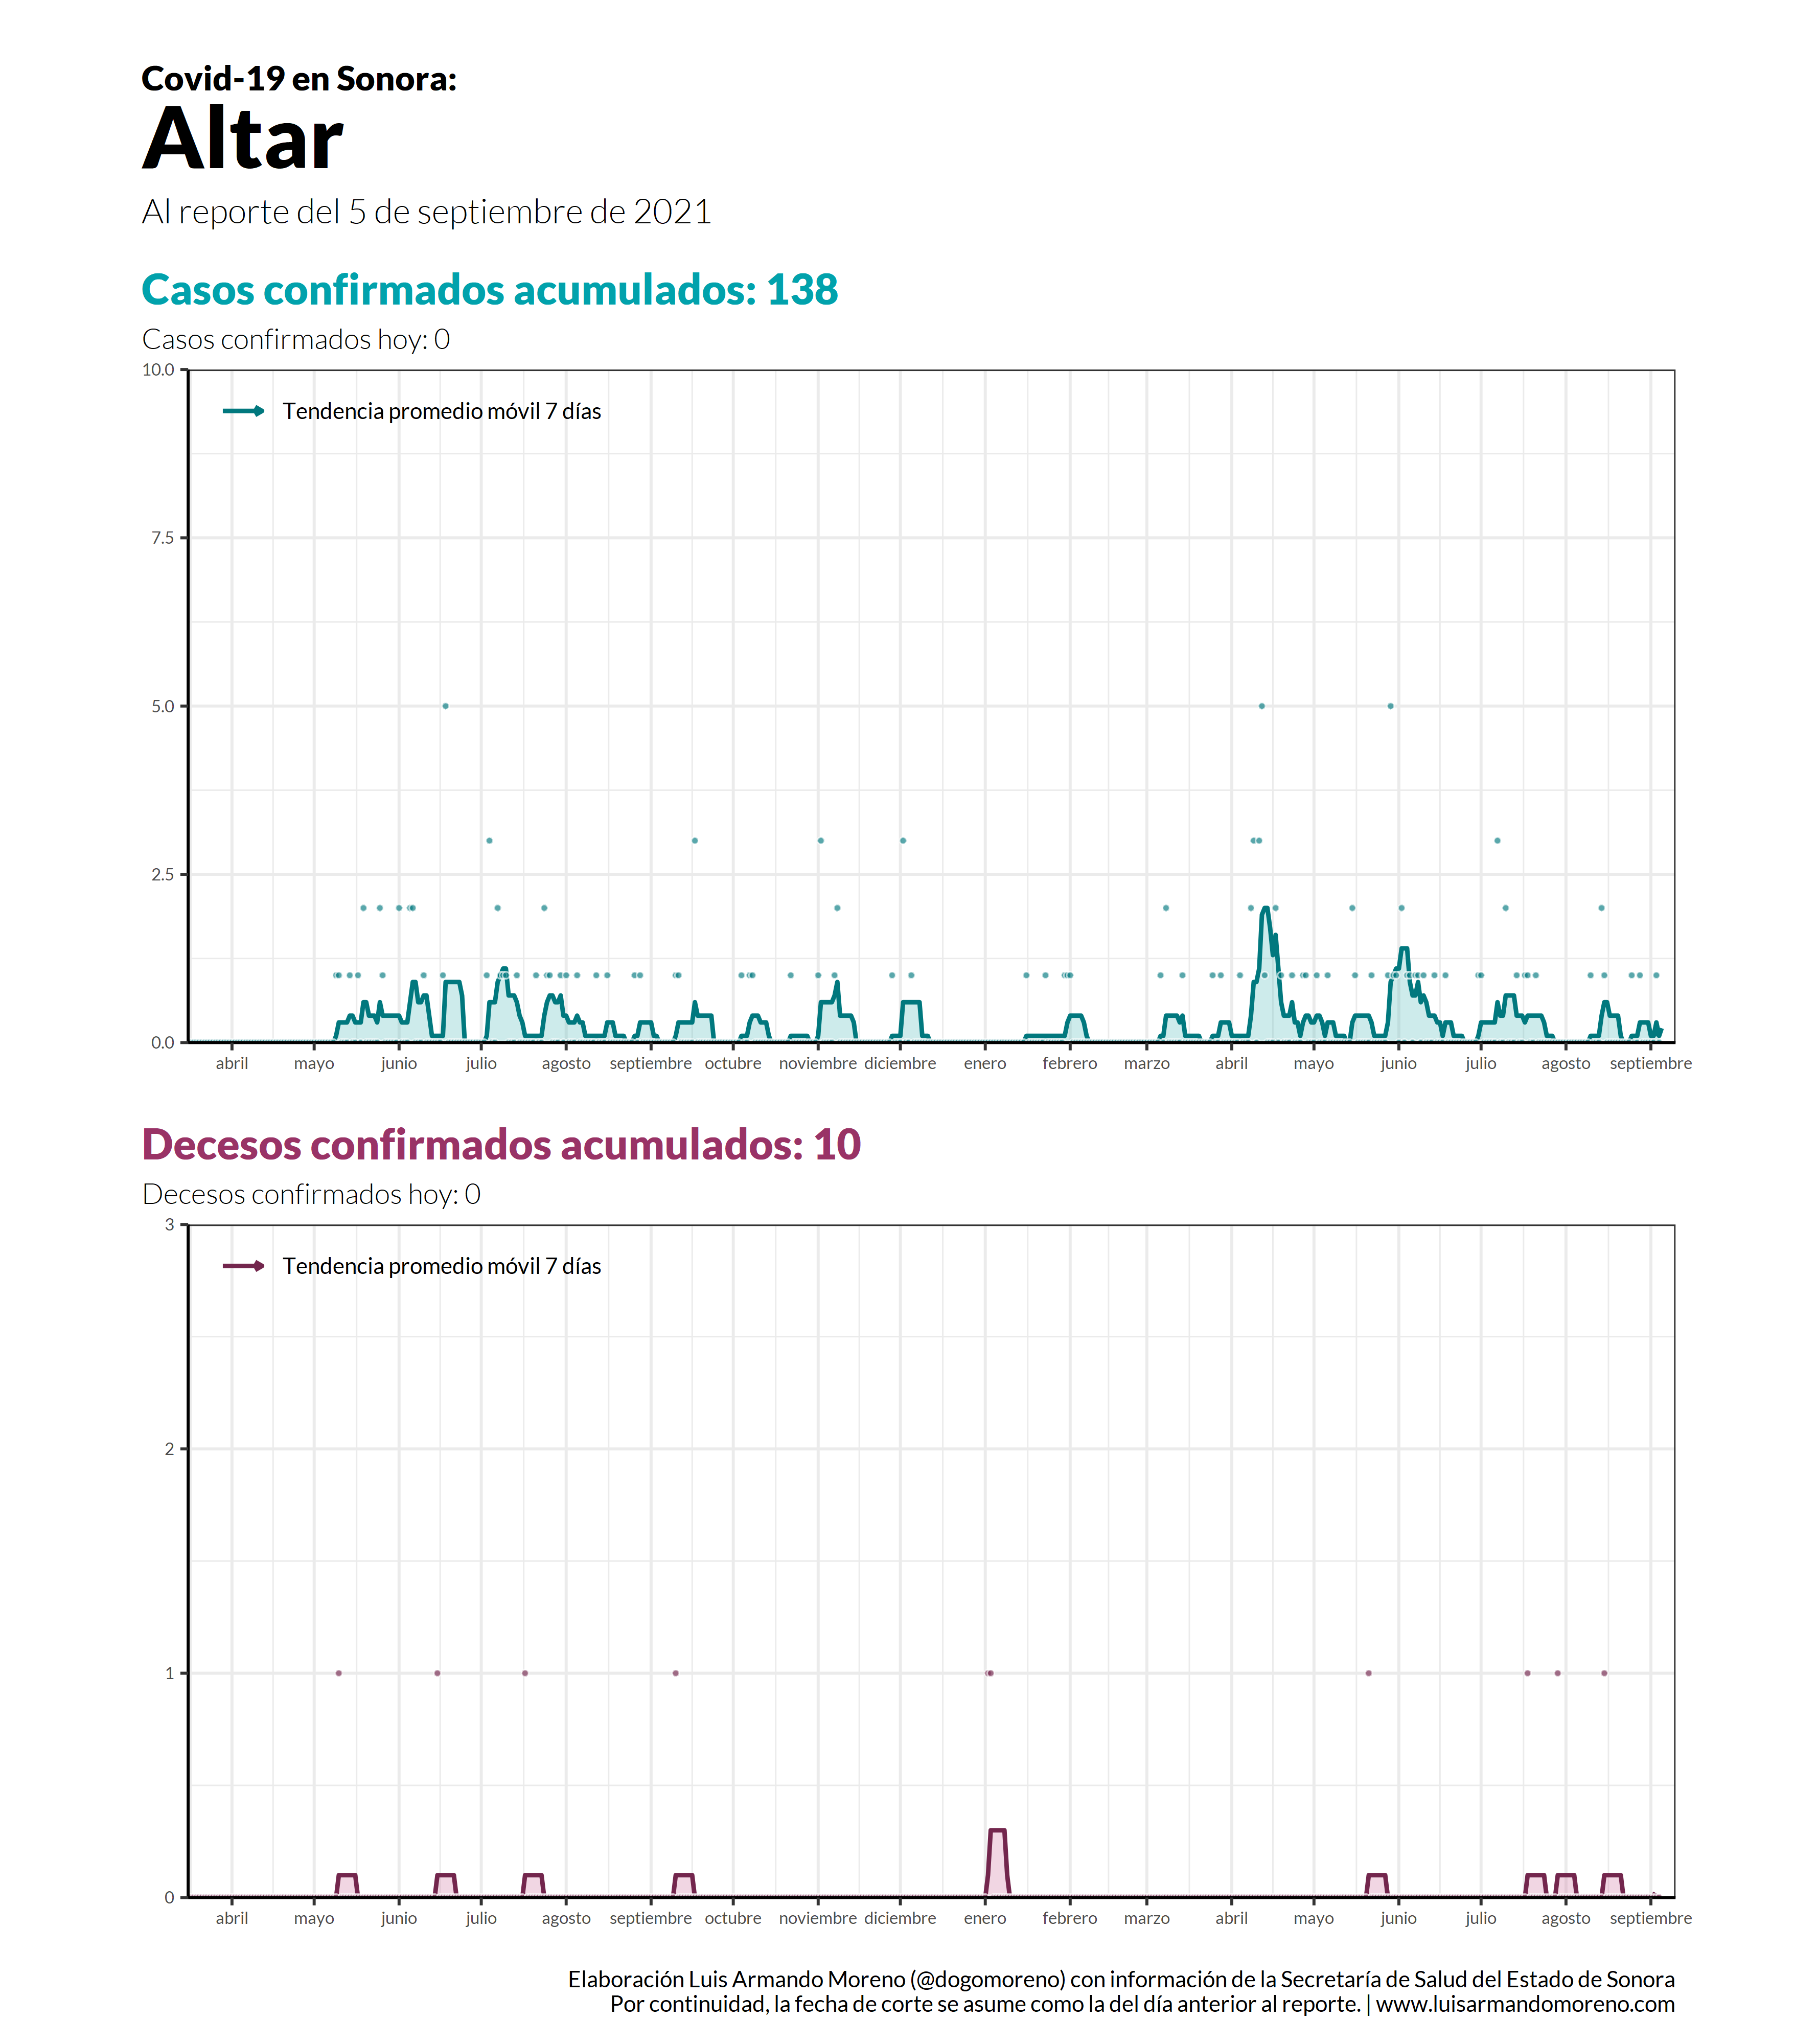 Covid-19 en Sonora:
Altar
Al reporte del 5 de septiembre de 2021
Casos confirmados acumulados: 138
Casos confirmados hoy: 0
10.0
Tendencia promedio móvil 7 días
7.5
5.0
2.5
0.0
abril mayo junio julio agosto septiembre octubre noviembre diciembre enero febrero marzo abril mayo junio julio agosto septiembre
Decesos confirmados acumulados: 10
Decesos confirmados hoy: 0
3
Tendencia promedio móvil 7 días
2
1
0
abril mayo junio julio agosto septiembre octubre noviembre diciembre enero febrero marzo abril mayo junio julio agosto septiembre
Elaboración Luis Armando Moreno (@dogomoreno) con información de la Secretaría de Salud del Estado de Sonora
Por continuidad, la fecha de corte se asume como la del día anterior al reporte. | www.luisarmandomoreno.com